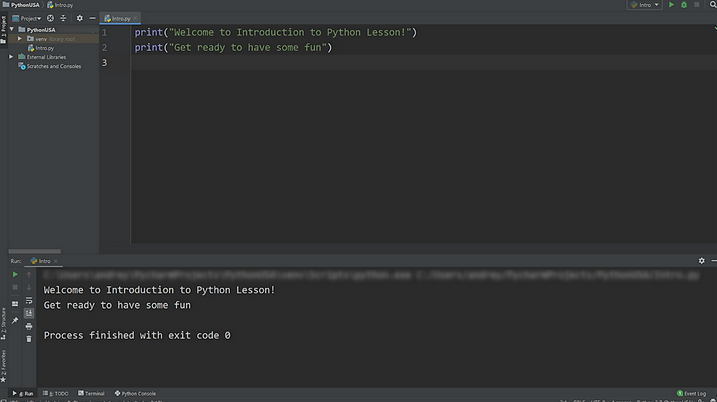 PythonUSA
Intro.py
Intro
Project
Intro.py
1: Project
PythonUSA
venv library root
Intro.py
External Libraries
Scratches and Consoles
1 print("Welcome to Introduction to Python Lesson!")
2 print("Get ready to have some fun")
3
Run: Intro
Welcome to Introduction to Python Lesson!
Get ready to have some fun
Process finished with exit code 0
Z: Structure
2: Favorites
4: Run
6: TODO
Terminal
Python Console
Event Log